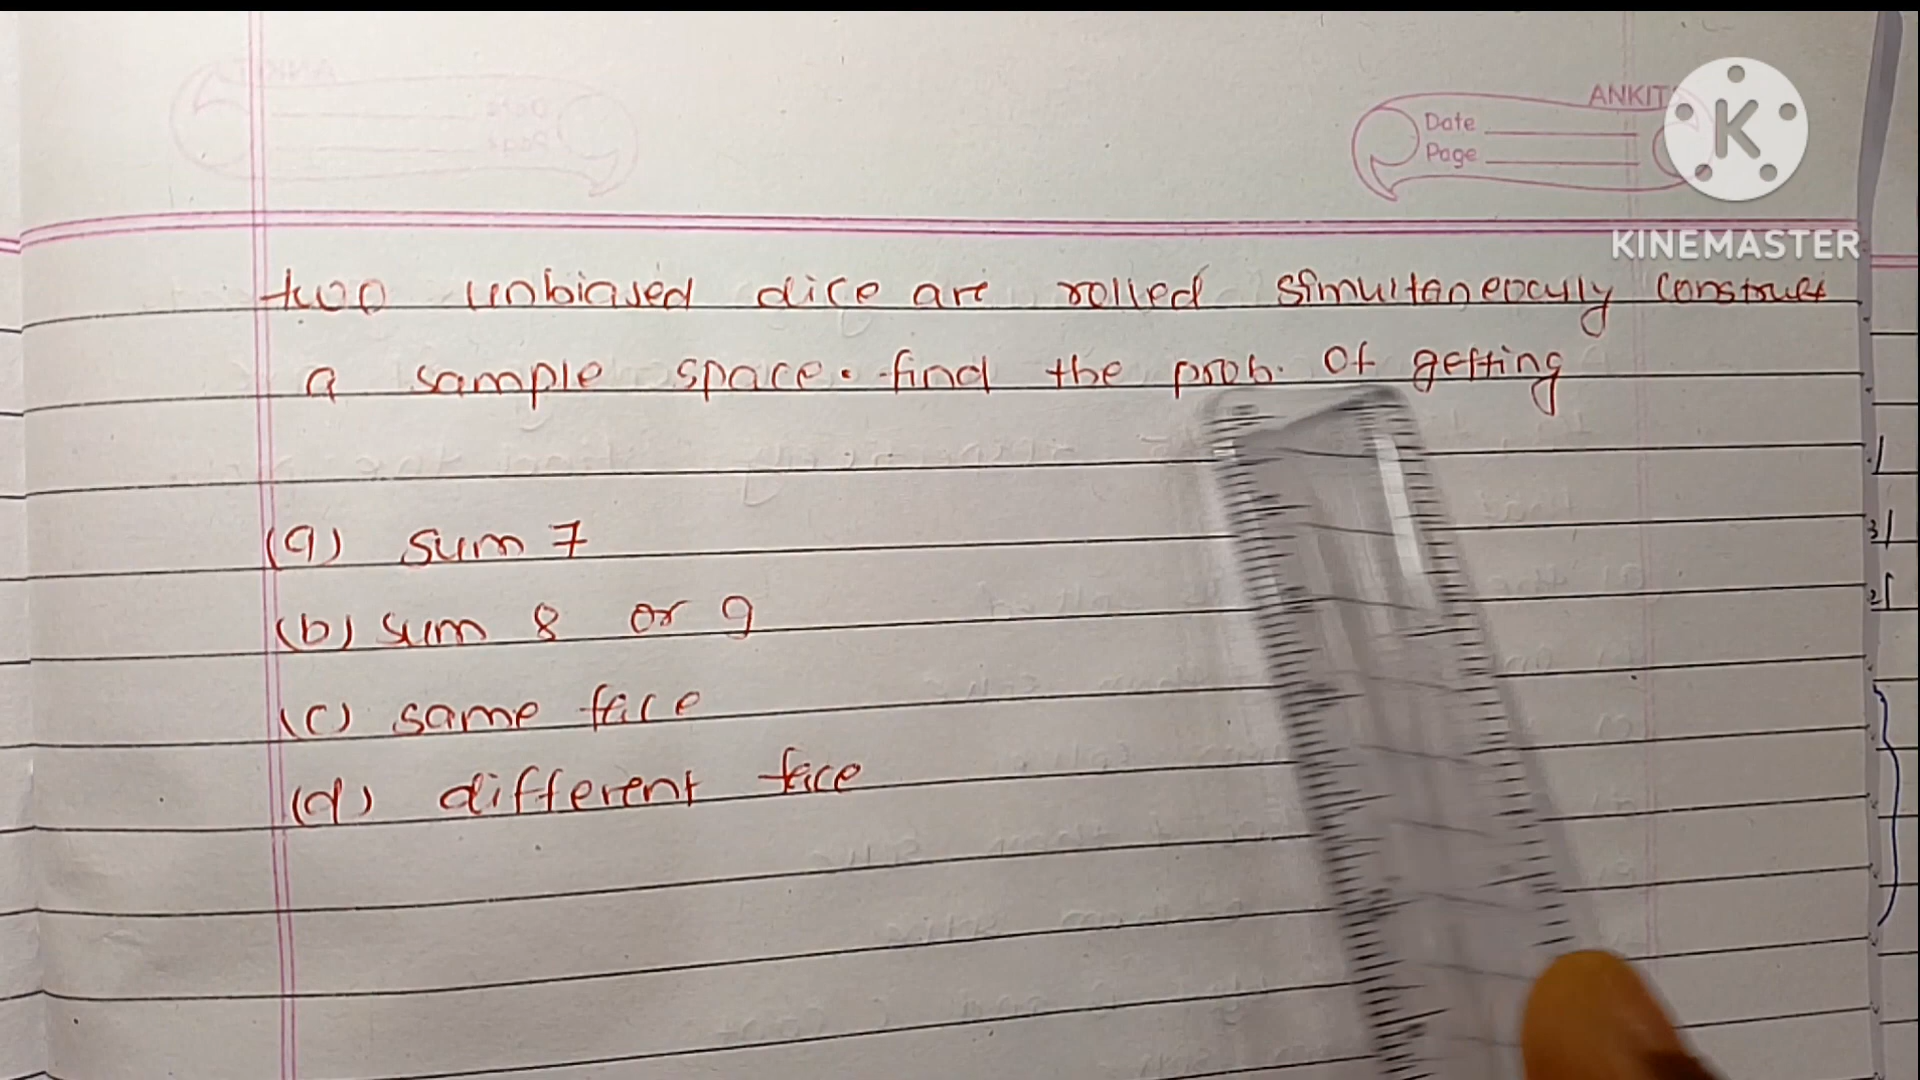 ANKIT
Date
Page
KINEMASTER
two unbiased dice are rolled simultaneously construct
a sample space. find the prob. of getting
(a) sum 7
(b) sum 8 or 9
(c) same face
(d) different face